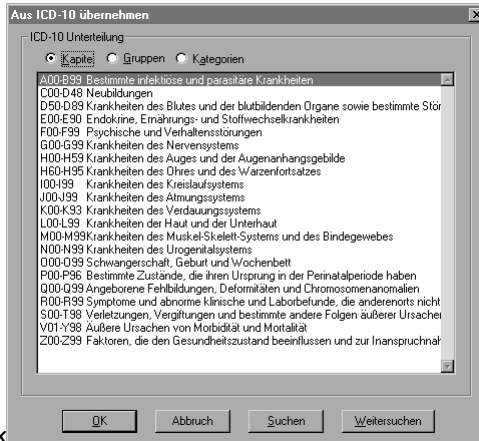 Aus ICD-10 übernehmen
ICD-10 Unterteilung
Kapitel Gruppen Kategorien
A00-B99 Bestimmte infektiöse und parasitäre Krankheiten
C00-D48 Neubildungen
D50-D89 Krankheiten des Blutes und der blutbildenden Organe sowie bestimmte Stör
E00-E90 Endokrine, Ernährungs- und Stoffwechselkrankheiten
F00-F99 Psychische und Verhaltensstörungen
G00-G99 Krankheiten des Nervensystems
H00-H59 Krankheiten des Auges und der Augenanhangsgebilde
H60-H95 Krankheiten des Ohres und des Warzenfortsatzes
I00-I99 Krankheiten des Kreislaufsystems
J00-J99 Krankheiten des Atmungssystems
K00-K93 Krankheiten des Verdauungssystems
L00-L99 Krankheiten der Haut und der Unterhaut
M00-M99 Krankheiten des Muskel-Skelett-Systems und des Bindegewebes
N00-N99 Krankheiten des Urogenitalsystems
O00-O99 Schwangerschaft, Geburt und Wochenbett
P00-P96 Bestimmte Zustände, die ihren Ursprung in der Perinatalperiode haben
Q00-Q99 Angeborene Fehlbildungen, Deformitäten und Chromosomenanomalien
R00-R99 Symptome und abnorme klinische und Laborbefunde, die anderenorts nicht
S00-T98 Verletzungen, Vergiftungen und bestimmte andere Folgen äußerer Ursachen
V01-Y98 Äußere Ursachen von Morbidität und Mortalität
Z00-Z99 Faktoren, die den Gesundheitszustand beeinflussen und zur Inanspruchnah
OK Abbruch Suchen Weitersuchen